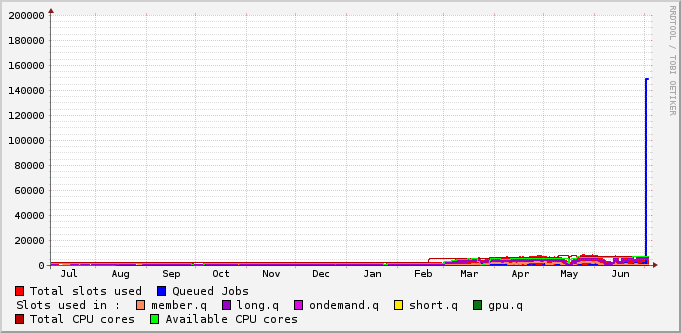 200000
180000
160000
140000
120000
100000
80000
60000
40000
20000
0
Jul Aug Sep Oct Nov Dec Jan Feb Mar Apr May Jun
Total slots used Queued Jobs
Slots used in : member.q long.q ondemand.q short.q gpu.q
Total CPU cores Available CPU cores
RRDTOOL / TOBI OETIKER